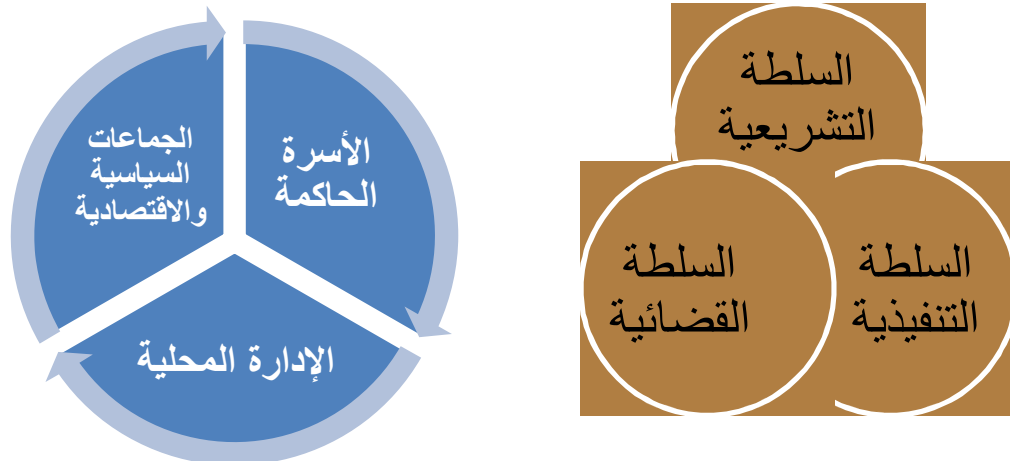 الأسرة
الحاكمة
الإدارة المحلية
الجماعات
السياسية
والاقتصادية
السلطة
التشريعية
السلطة
التنفيذية
السلطة
القضائية